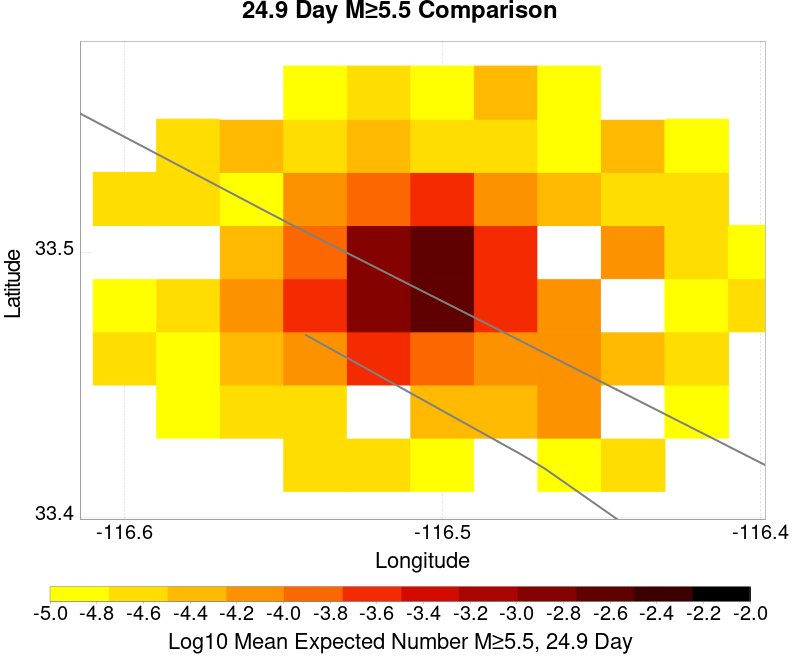 24.9 Day M≥5.5 Comparison
Latitude
33.5
33.4
-116.6 -116.5 -116.4
Longitude
-5.0 -4.8 -4.6 -4.4 -4.2 -4.0 -3.8 -3.6 -3.4 -3.2 -3.0 -2.8 -2.6 -2.4 -2.2 -2.0
Log10 Mean Expected Number M≥5.5, 24.9 Day